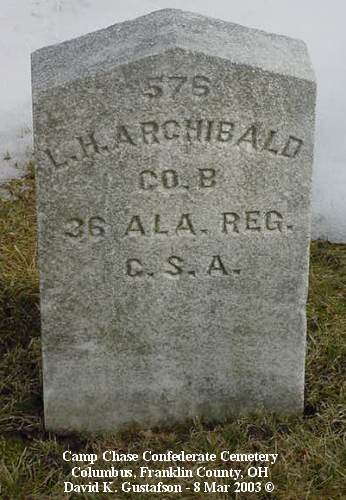 576
L. H. ARCHIBALD
CO. B
36 ALA. REG.
C. S. A.
Camp Chase Confederate Cemetery
Columbus, Franklin County, OH
David K. Gustafson - 8 Mar 2003 ©